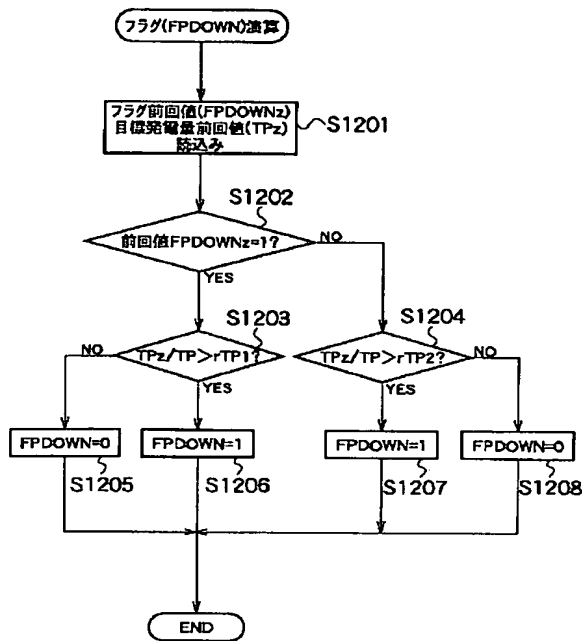 フラグ(FPDOWN)演算
フラグ前回値(FPDOWNz)
目標発電量前回値(TPz)
読込み
S1201
S1202
前回値FPDOWNz=1?
NO
YES
S1203
S1204
NO
TPz/TP>rTP1?
TPz/TP>rTP2?
NO
YES
YES
FPDOWN=0
FPDOWN=1
FPDOWN=1
FPDOWN=0
S1205
S1206
S1207
S1208
END